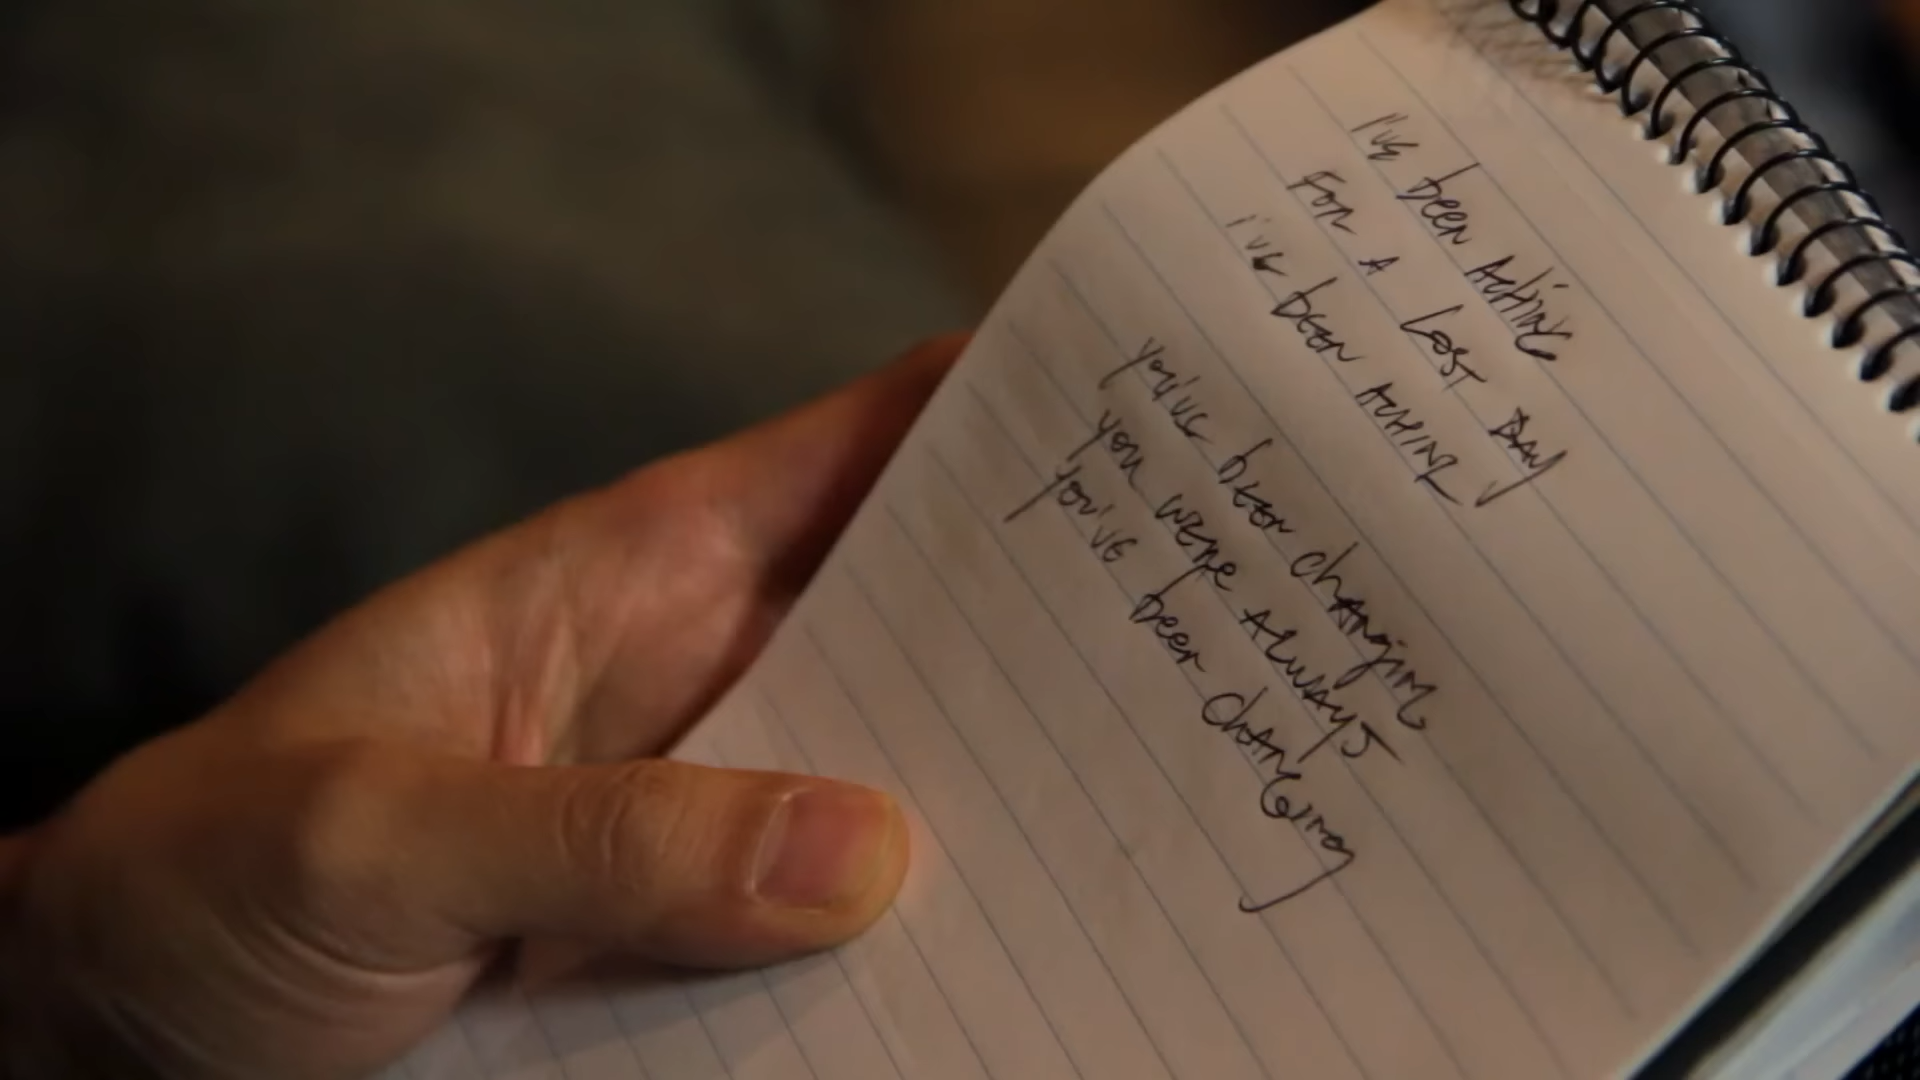 I've been Aching
For A Lost DAy
I've been Aching
you've been changing
you were Always
you've been changing